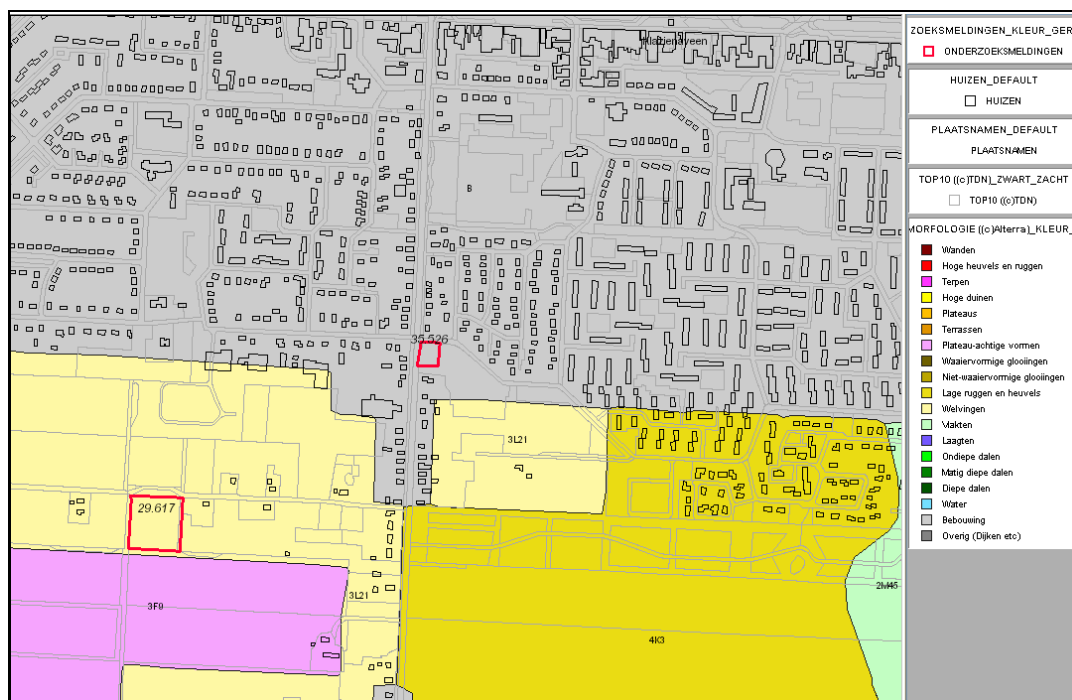 Klazienaveen
B
35.526
3L21
29.617
3L21
3F9
4K3
2M45
ZOEKSMELDINGEN_KLEUR_GER
ONDERZOEKSMELDINGEN
HUIZEN_DEFAULT
HUIZEN
PLAATSNAMEN_DEFAULT
PLAATSNAMEN
TOP10 ((c)TDN)_ZWART_ZACHT
TOP10 ((c)TDN)
MORFOLOGIE ((c)Alterra)_KLEUR_
Wanden
Hoge heuvels en ruggen
Terpen
Hoge duinen
Plateaus
Terrassen
Plateau-achtige vormen
Waaiervormige glooiingen
Niet-waaiervormige glooiingen
Lage ruggen en heuvels
Welvingen
Vlakten
Laagten
Ondiepe dalen
Matig diepe dalen
Diepe dalen
Water
Bebouwing
Overig (Dijken etc)